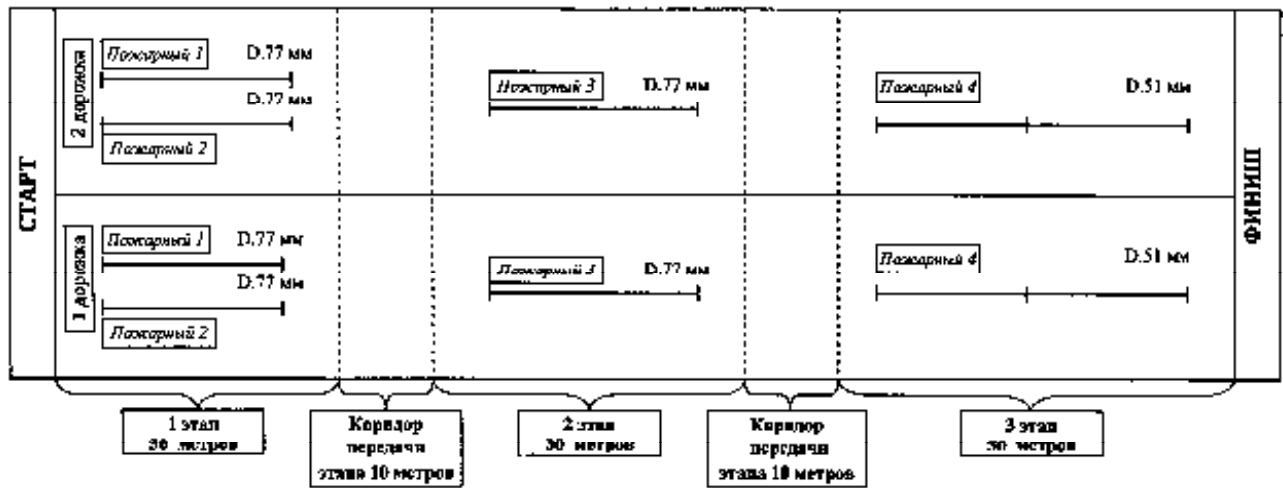 СТАРТ
2 дорожка
Пожарный 1
D.77 мм
D.77 мм
Пожарный 2
Пожарный 3
D.77 мм
Пожарный 4
D.51 мм
1 дорожка
Пожарный 1
D.77 мм
D.77 мм
Пожарный 2
Пожарный 3
D.77 мм
Пожарный 4
D.51 мм
ФИНИШ
1 этап
метров
Коридор
передачи
этапа 10 метров
2 этап
метров
Коридор
передачи
этапа 10 метров
3 этап
метров